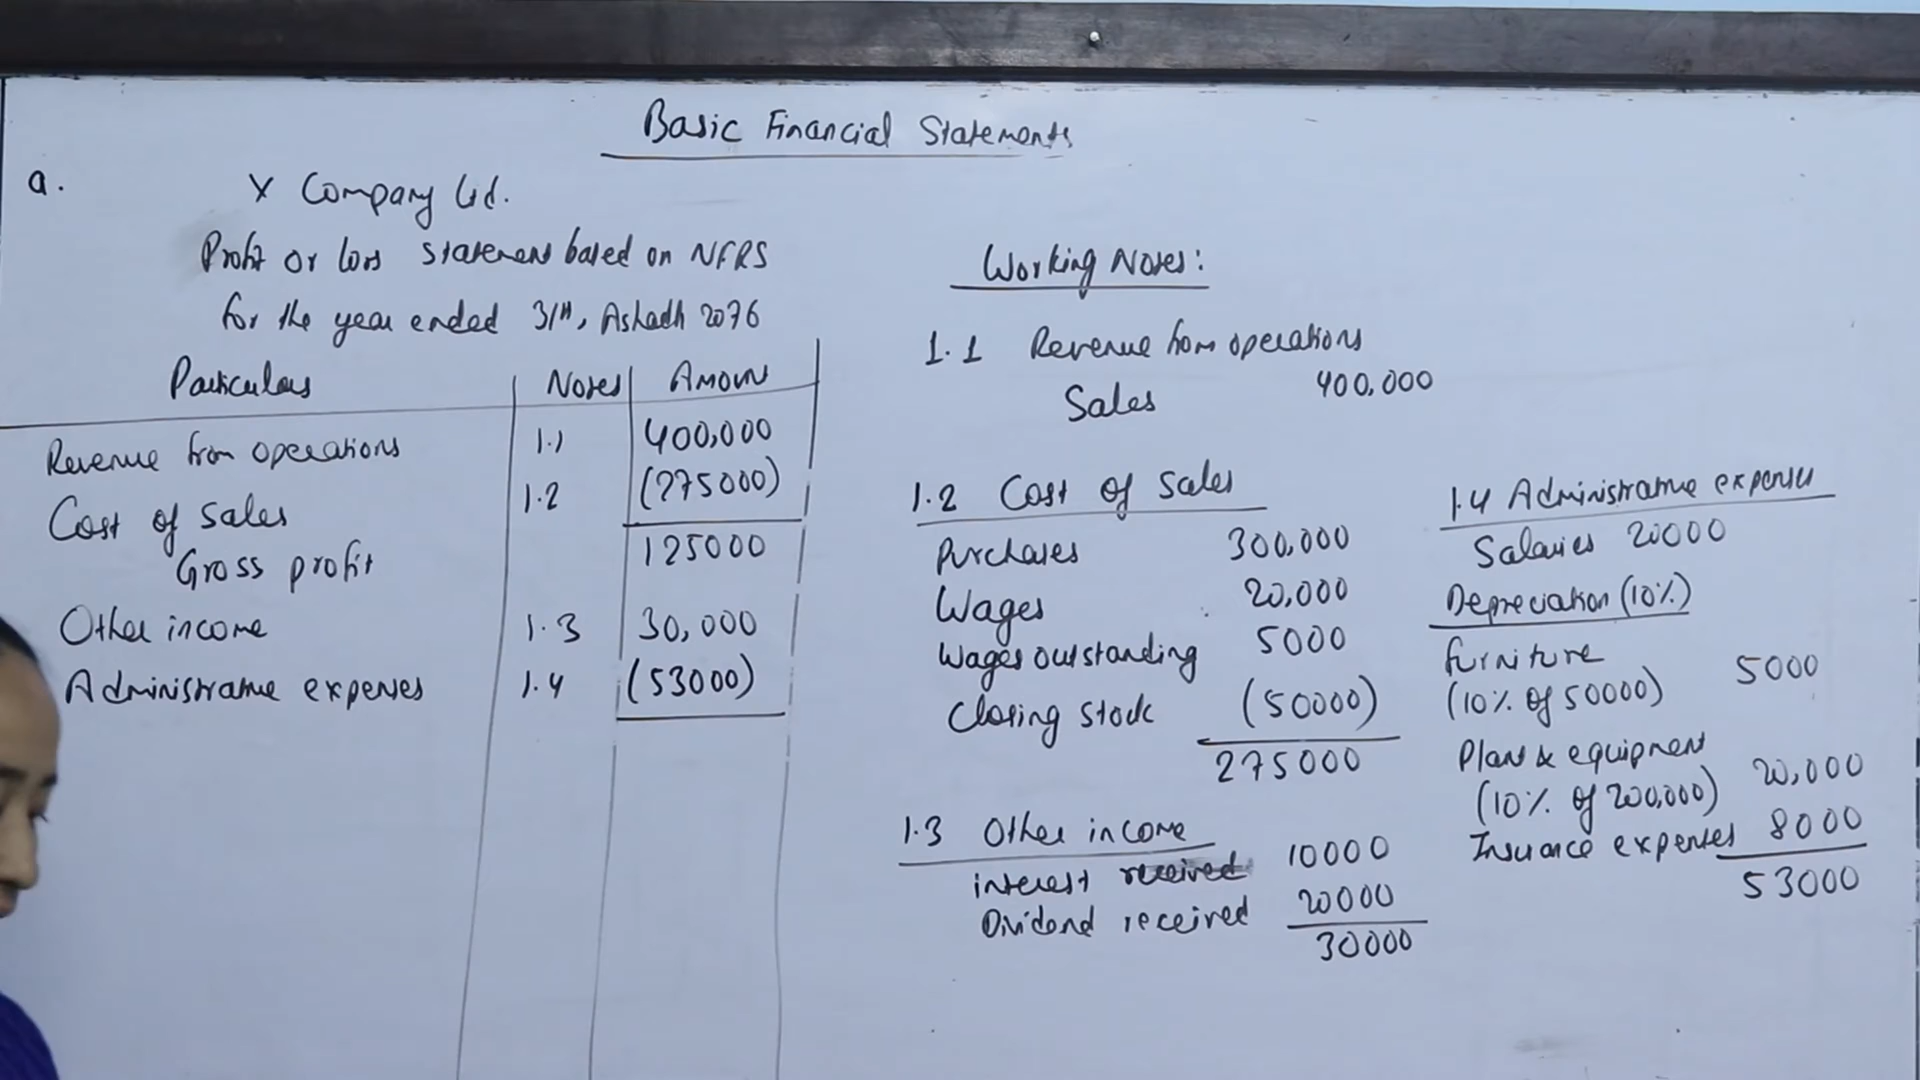 Basic Financial Statements
a.
X Company Ltd.
Profit or loss statement based on NFRS
for the year ended 31st, Ashadh 2076
Particulars Notes Amount
Revenue from operations 1.1 400,000
Cost of sales 1.2 (275000)
Gross profit 125000
Other income 1.3 30,000
Administrative expenses 1.4 (53000)
Working Notes:
1.1 Revenue from operations
Sales 400,000
1.2 Cost of sales
Purchases 300,000
Wages 20,000
Wages outstanding 5000
Closing stock (50000)
275000
1.3 Other income
interest received 10000
Dividend received 20000
30000
1.4 Administrative expenses
Salaries 20000
Depreciation (10%)
furniture
(10% of 50000) 5000
Plant & equipment
(10% of 200,000) 20,000
Insurance expenses 8000
53000